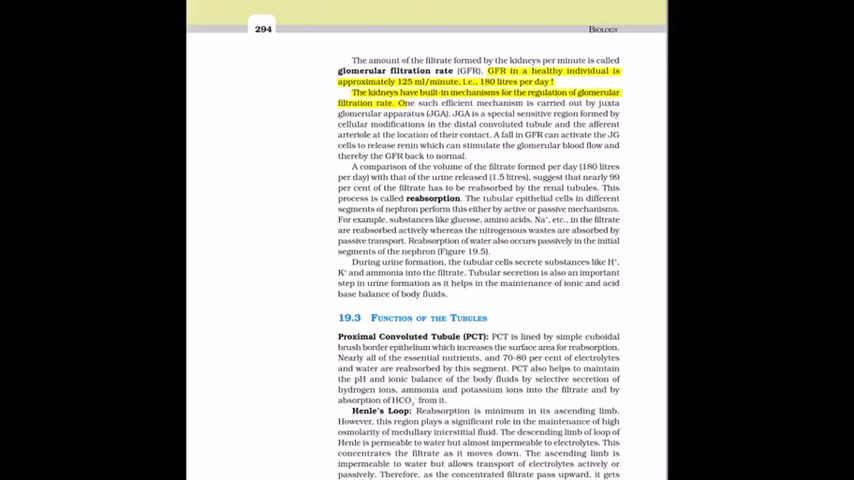 294
BIOLOGY
The amount of the filtrate formed by the kidneys per minute is called
glomerular filtration rate (GFR). GFR in a healthy individual is
approximately 125 ml/minute, i.e., 180 litres per day !
The kidneys have built-in mechanisms for the regulation of glomerular
filtration rate. One such efficient mechanism is carried out by juxta
glomerular apparatus (JGA). JGA is a special sensitive region formed by
cellular modifications in the distal convoluted tubule and the afferent
arteriole at the location of their contact. A fall in GFR can activate the JG
cells to release renin which can stimulate the glomerular blood flow and
thereby the GFR back to normal.
A comparison of the volume of the filtrate formed per day (180 litres
per day) with that of the urine released (1.5 litres), suggest that nearly 99
per cent of the filtrate has to be reabsorbed by the renal tubules. This
process is called reabsorption. The tubular epithelial cells in different
segments of nephron perform this either by active or passive mechanisms.
For example, substances like glucose, amino acids, Na⁺, etc., in the filtrate
are reabsorbed actively whereas the nitrogenous wastes are absorbed by
passive transport. Reabsorption of water also occurs passively in the initial
segments of the nephron (Figure 19.5).
During urine formation, the tubular cells secrete substances like H⁺,
K⁺ and ammonia into the filtrate. Tubular secretion is also an important
step in urine formation as it helps in the maintenance of ionic and acid
base balance of body fluids.
19.3 FUNCTION OF THE TUBULES
Proximal Convoluted Tubule (PCT): PCT is lined by simple cuboidal
brush border epithelium which increases the surface area for reabsorption.
Nearly all of the essential nutrients, and 70-80 per cent of electrolytes
and water are reabsorbed by this segment. PCT also helps to maintain
the pH and ionic balance of the body fluids by selective secretion of
hydrogen ions, ammonia and potassium ions into the filtrate and by
absorption of HCO₃⁻ from it.
Henle's Loop: Reabsorption is minimum in its ascending limb.
However, this region plays a significant role in the maintenance of high
osmolarity of medullary interstitial fluid. The descending limb of loop of
Henle is permeable to water but almost impermeable to electrolytes. This
concentrates the filtrate as it moves down. The ascending limb is
impermeable to water but allows transport of electrolytes actively or
passively. Therefore, as the concentrated filtrate pass upward, it gets